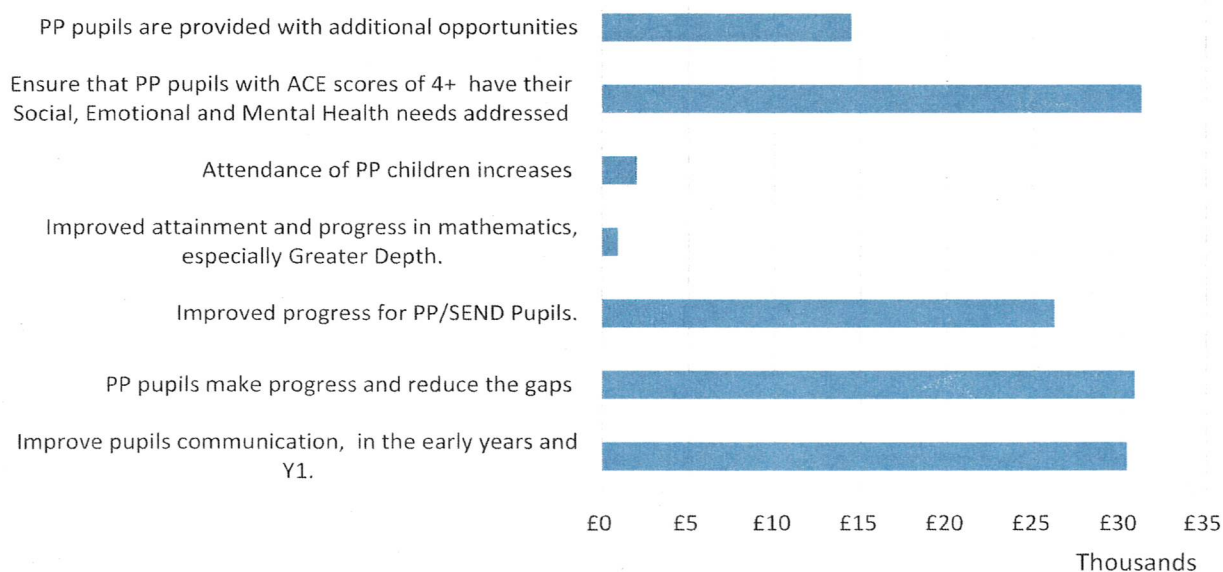 PP pupils are provided with additional opportunities
Ensure that PP pupils with ACE scores of 4+ have their
Social, Emotional and Mental Health needs addressed
Attendance of PP children increases
Improved attainment and progress in mathematics,
especially Greater Depth.
Improved progress for PP/SEND Pupils.
PP pupils make progress and reduce the gaps
Improve pupils communication, in the early years and
Y1.
£0 £5 £10 £15 £20 £25 £30 £35
Thousands